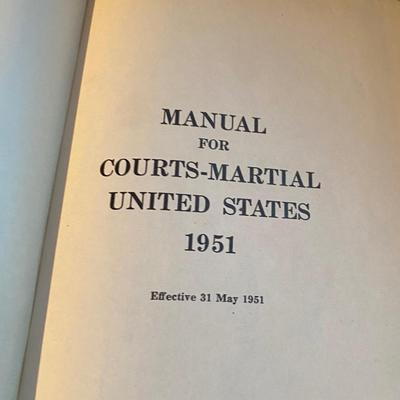 MANUAL
FOR
COURTS-MARTIAL
UNITED STATES
1951
Effective 31 May 1951